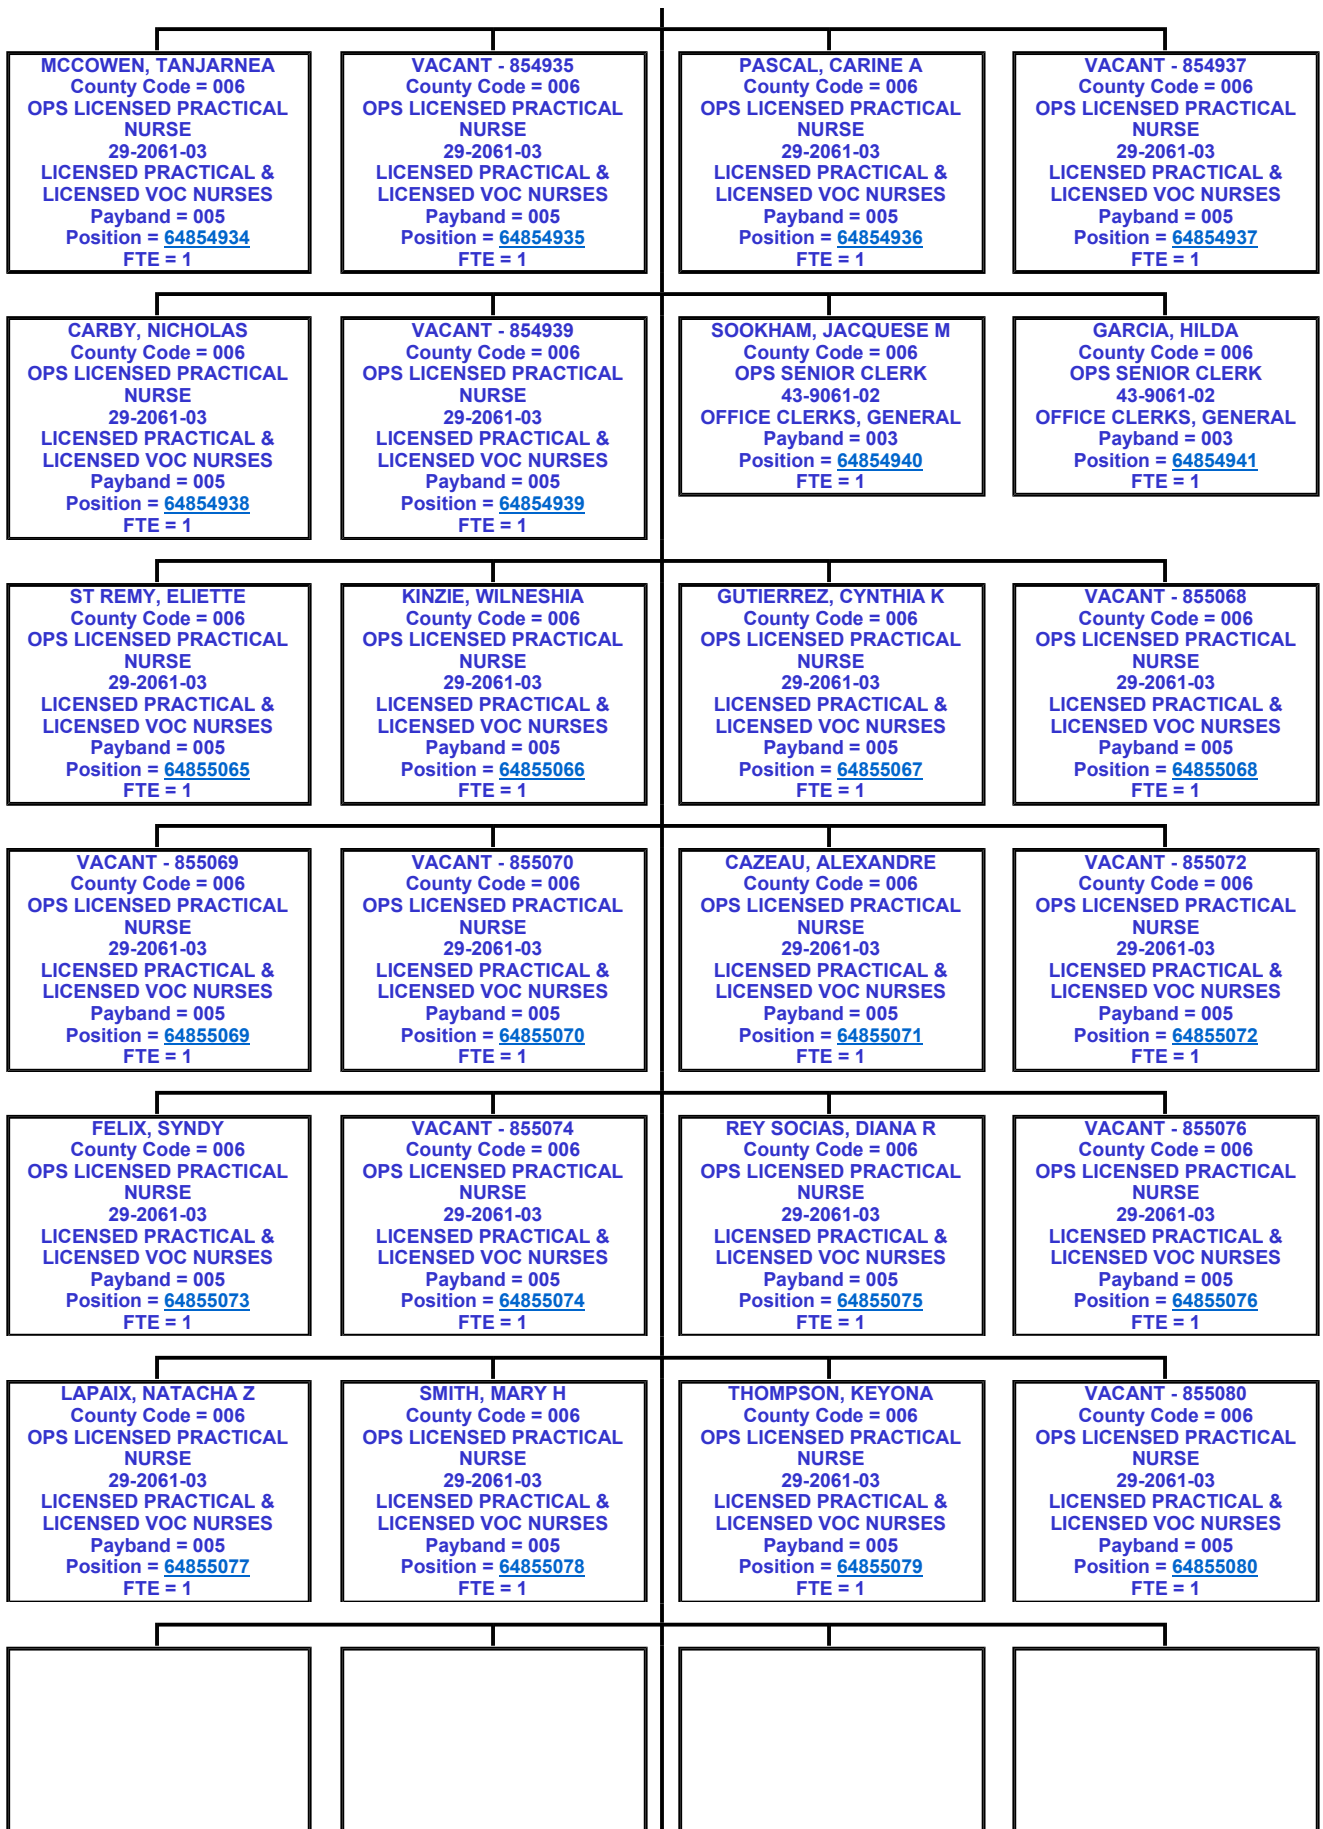 MCCOWEN, TANJARNEA
County Code = 006
OPS LICENSED PRACTICAL
NURSE
29-2061-03
LICENSED PRACTICAL &
LICENSED VOC NURSES
Payband = 005
Position = 64854934
FTE = 1
VACANT - 854935
County Code = 006
OPS LICENSED PRACTICAL
NURSE
29-2061-03
LICENSED PRACTICAL &
LICENSED VOC NURSES
Payband = 005
Position = 64854935
FTE = 1
PASCAL, CARINE A
County Code = 006
OPS LICENSED PRACTICAL
NURSE
29-2061-03
LICENSED PRACTICAL &
LICENSED VOC NURSES
Payband = 005
Position = 64854936
FTE = 1
VACANT - 854937
County Code = 006
OPS LICENSED PRACTICAL
NURSE
29-2061-03
LICENSED PRACTICAL &
LICENSED VOC NURSES
Payband = 005
Position = 64854937
FTE = 1
CARBY, NICHOLAS
County Code = 006
OPS LICENSED PRACTICAL
NURSE
29-2061-03
LICENSED PRACTICAL &
LICENSED VOC NURSES
Payband = 005
Position = 64854938
FTE = 1
VACANT - 854939
County Code = 006
OPS LICENSED PRACTICAL
NURSE
29-2061-03
LICENSED PRACTICAL &
LICENSED VOC NURSES
Payband = 005
Position = 64854939
FTE = 1
SOOKHAM, JACQUESE M
County Code = 006
OPS SENIOR CLERK
43-9061-02
OFFICE CLERKS, GENERAL
Payband = 003
Position = 64854940
FTE = 1
GARCIA, HILDA
County Code = 006
OPS SENIOR CLERK
43-9061-02
OFFICE CLERKS, GENERAL
Payband = 003
Position = 64854941
FTE = 1
ST REMY, ELIETTE
County Code = 006
OPS LICENSED PRACTICAL
NURSE
29-2061-03
LICENSED PRACTICAL &
LICENSED VOC NURSES
Payband = 005
Position = 64855065
FTE = 1
KINZIE, WILNESHIA
County Code = 006
OPS LICENSED PRACTICAL
NURSE
29-2061-03
LICENSED PRACTICAL &
LICENSED VOC NURSES
Payband = 005
Position = 64855066
FTE = 1
GUTIERREZ, CYNTHIA K
County Code = 006
OPS LICENSED PRACTICAL
NURSE
29-2061-03
LICENSED PRACTICAL &
LICENSED VOC NURSES
Payband = 005
Position = 64855067
FTE = 1
VACANT - 855068
County Code = 006
OPS LICENSED PRACTICAL
NURSE
29-2061-03
LICENSED PRACTICAL &
LICENSED VOC NURSES
Payband = 005
Position = 64855068
FTE = 1
VACANT - 855069
County Code = 006
OPS LICENSED PRACTICAL
NURSE
29-2061-03
LICENSED PRACTICAL &
LICENSED VOC NURSES
Payband = 005
Position = 64855069
FTE = 1
VACANT - 855070
County Code = 006
OPS LICENSED PRACTICAL
NURSE
29-2061-03
LICENSED PRACTICAL &
LICENSED VOC NURSES
Payband = 005
Position = 64855070
FTE = 1
CAZEAU, ALEXANDRE
County Code = 006
OPS LICENSED PRACTICAL
NURSE
29-2061-03
LICENSED PRACTICAL &
LICENSED VOC NURSES
Payband = 005
Position = 64855071
FTE = 1
VACANT - 855072
County Code = 006
OPS LICENSED PRACTICAL
NURSE
29-2061-03
LICENSED PRACTICAL &
LICENSED VOC NURSES
Payband = 005
Position = 64855072
FTE = 1
FELIX, SYNDY
County Code = 006
OPS LICENSED PRACTICAL
NURSE
29-2061-03
LICENSED PRACTICAL &
LICENSED VOC NURSES
Payband = 005
Position = 64855073
FTE = 1
VACANT - 855074
County Code = 006
OPS LICENSED PRACTICAL
NURSE
29-2061-03
LICENSED PRACTICAL &
LICENSED VOC NURSES
Payband = 005
Position = 64855074
FTE = 1
REY SOCIAS, DIANA R
County Code = 006
OPS LICENSED PRACTICAL
NURSE
29-2061-03
LICENSED PRACTICAL &
LICENSED VOC NURSES
Payband = 005
Position = 64855075
FTE = 1
VACANT - 855076
County Code = 006
OPS LICENSED PRACTICAL
NURSE
29-2061-03
LICENSED PRACTICAL &
LICENSED VOC NURSES
Payband = 005
Position = 64855076
FTE = 1
LAPAIX, NATACHA Z
County Code = 006
OPS LICENSED PRACTICAL
NURSE
29-2061-03
LICENSED PRACTICAL &
LICENSED VOC NURSES
Payband = 005
Position = 64855077
FTE = 1
SMITH, MARY H
County Code = 006
OPS LICENSED PRACTICAL
NURSE
29-2061-03
LICENSED PRACTICAL &
LICENSED VOC NURSES
Payband = 005
Position = 64855078
FTE = 1
THOMPSON, KEYONA
County Code = 006
OPS LICENSED PRACTICAL
NURSE
29-2061-03
LICENSED PRACTICAL &
LICENSED VOC NURSES
Payband = 005
Position = 64855079
FTE = 1
VACANT - 855080
County Code = 006
OPS LICENSED PRACTICAL
NURSE
29-2061-03
LICENSED PRACTICAL &
LICENSED VOC NURSES
Payband = 005
Position = 64855080
FTE = 1